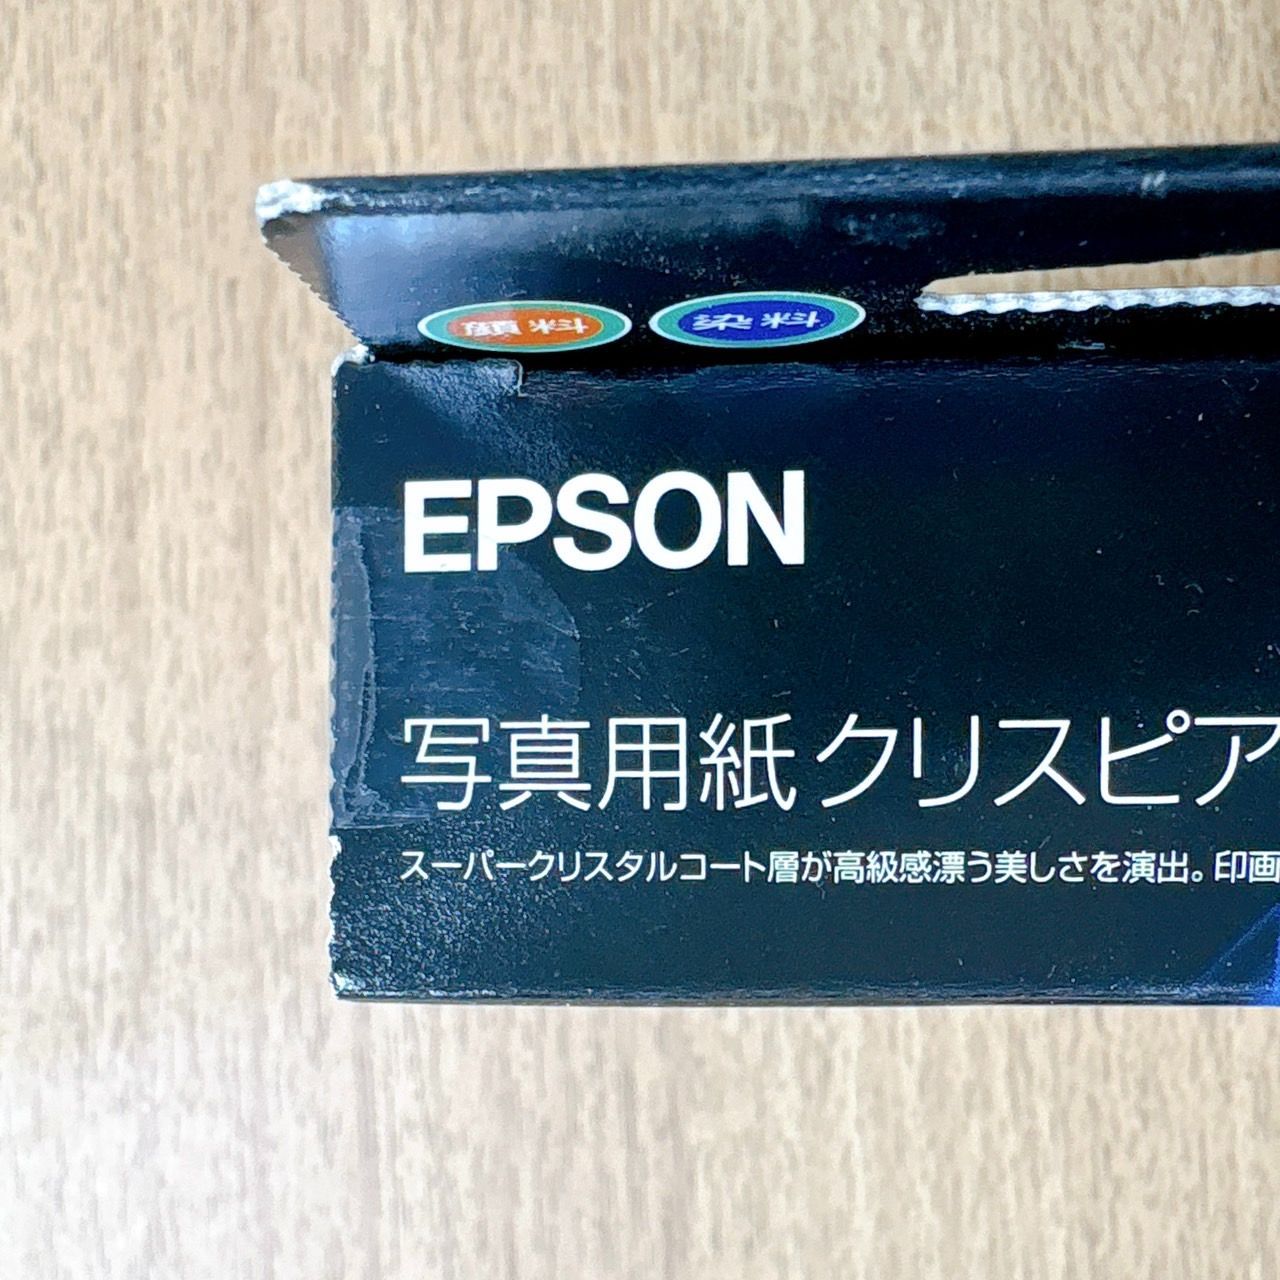 顔料 染料
EPSON
写真用紙クリスピア
スーパークリスタルコート層が高級感漂う美しさを演出。印画